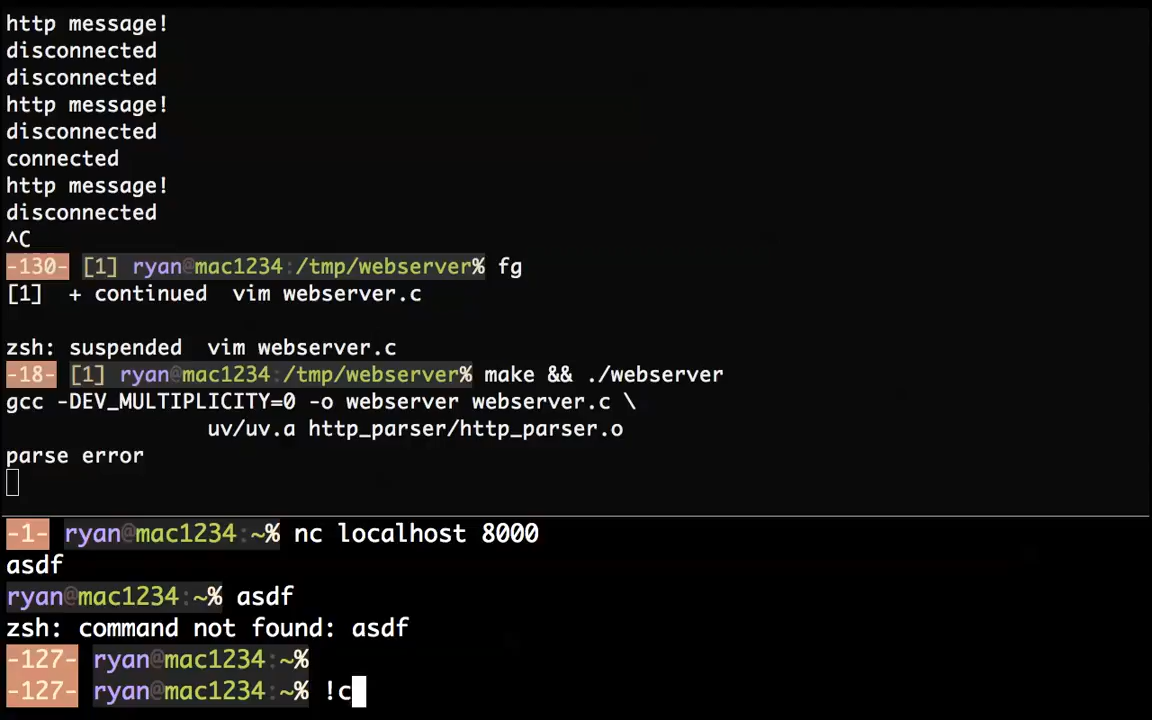 http message!
disconnected
disconnected
http message!
disconnected
connected
http message!
disconnected
^C
-130- [1] ryan@mac1234:/tmp/webserver% fg
[1]  + continued  vim webserver.c
zsh: suspended  vim webserver.c
-18- [1] ryan@mac1234:/tmp/webserver% make && ./webserver
gcc -DEV_MULTIPLICITY=0 -o webserver webserver.c \
uv/uv.a http_parser/http_parser.o
parse error
-1- ryan@mac1234:~% nc localhost 8000
asdf
ryan@mac1234:~% asdf
zsh: command not found: asdf
-127- ryan@mac1234:~%
-127- ryan@mac1234:~% !c